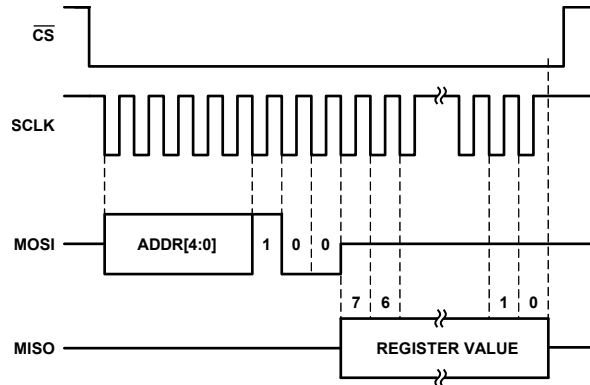 CS
SCLK
MOSI ADDR[4:0] 1 0 0
7 6 1 0
MISO REGISTER VALUE